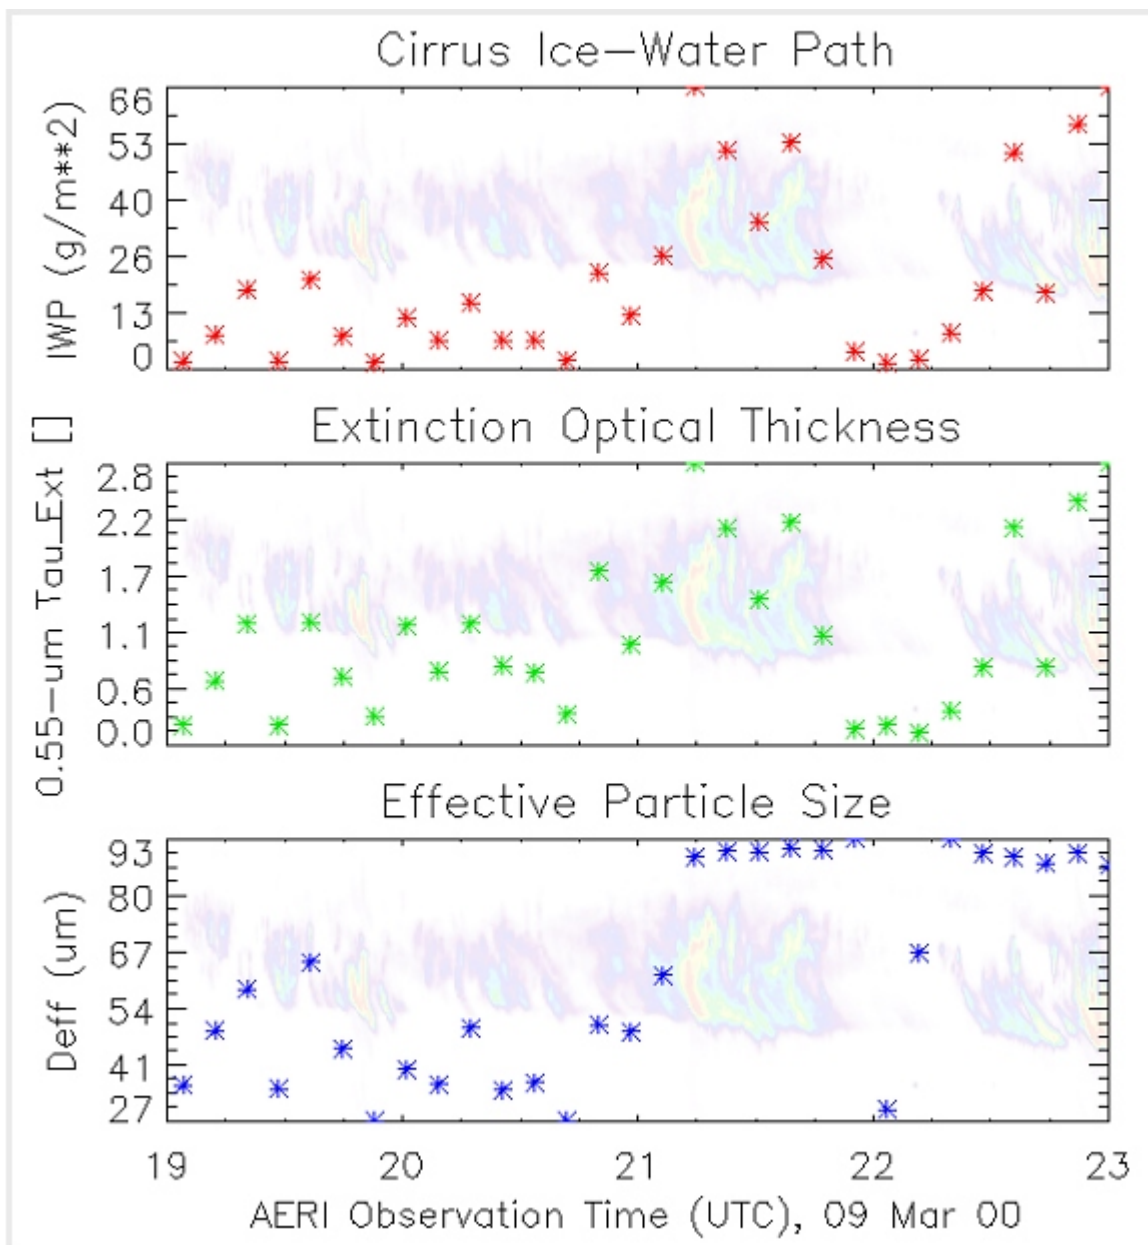 Cirrus Ice-Water Path
IWP (g/m**2)
66
53
40
26
13
0
Extinction Optical Thickness
0.55-um Tau_Ext []
2.8
2.2
1.7
1.1
0.6
0.0
Effective Particle Size
Deff (um)
93
80
67
54
41
27
19 20 21 22 23
AERI Observation Time (UTC), 09 Mar 00